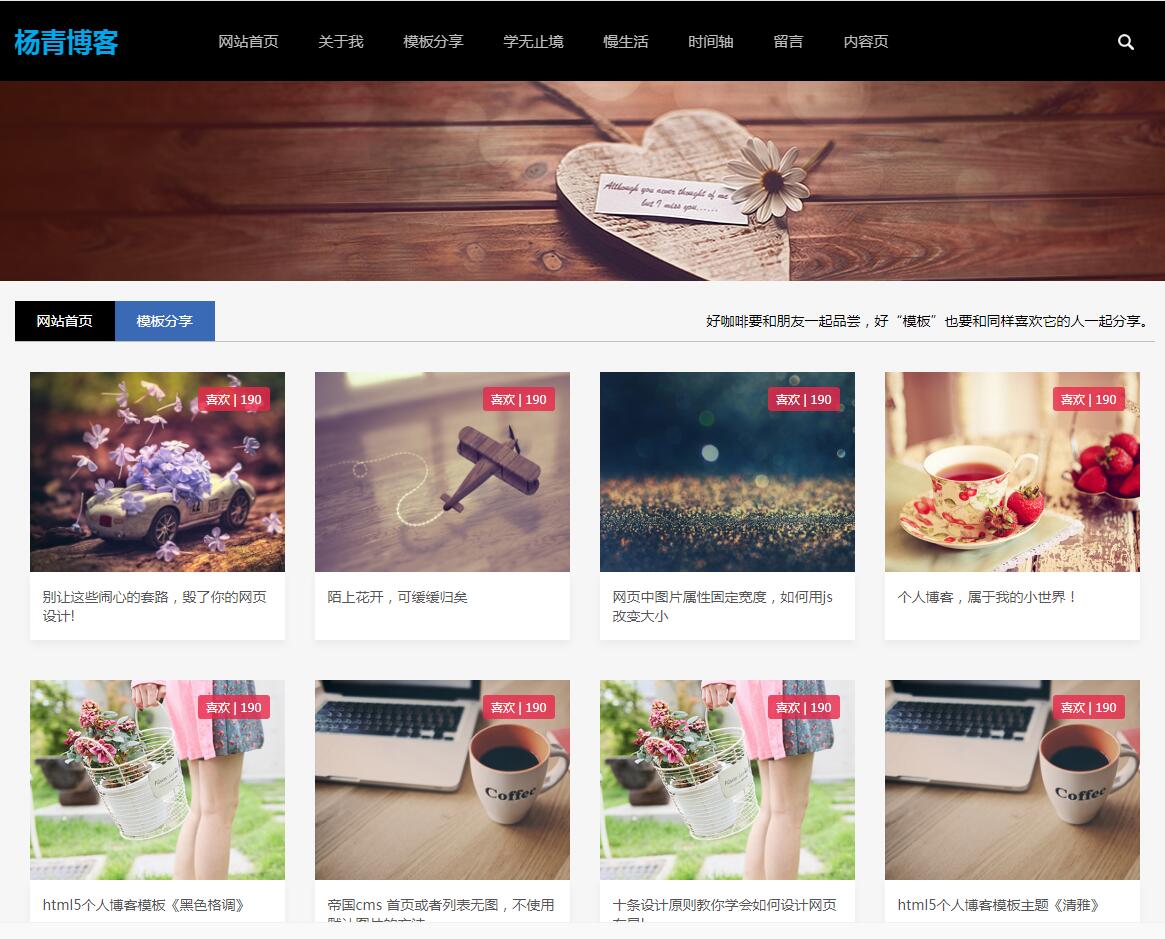 杨青博客
网站首页 关于我 模板分享 学无止境 慢生活 时间轴 留言 内容页
Although you never thought of me
but I miss you......
网站首页 模板分享 好咖啡要和朋友一起品尝，好“模板”也要和同样喜欢它的人一起分享。
喜欢 | 190 喜欢 | 190 喜欢 | 190 喜欢 | 190
别让这些闹心的套路，毁了你的网页
设计!
陌上花开，可缓缓归矣
网页中图片属性固定宽度，如何用js
改变大小
个人博客，属于我的小世界！
喜欢 | 190 喜欢 | 190 喜欢 | 190 喜欢 | 190
Coffee Coffee
html5个人博客模板《黑色格调》
帝国cms 首页或者列表无图，不使用
默认图片的方法
十条设计原则教你学会如何设计网页
布局!
html5个人博客模板主题《清雅》